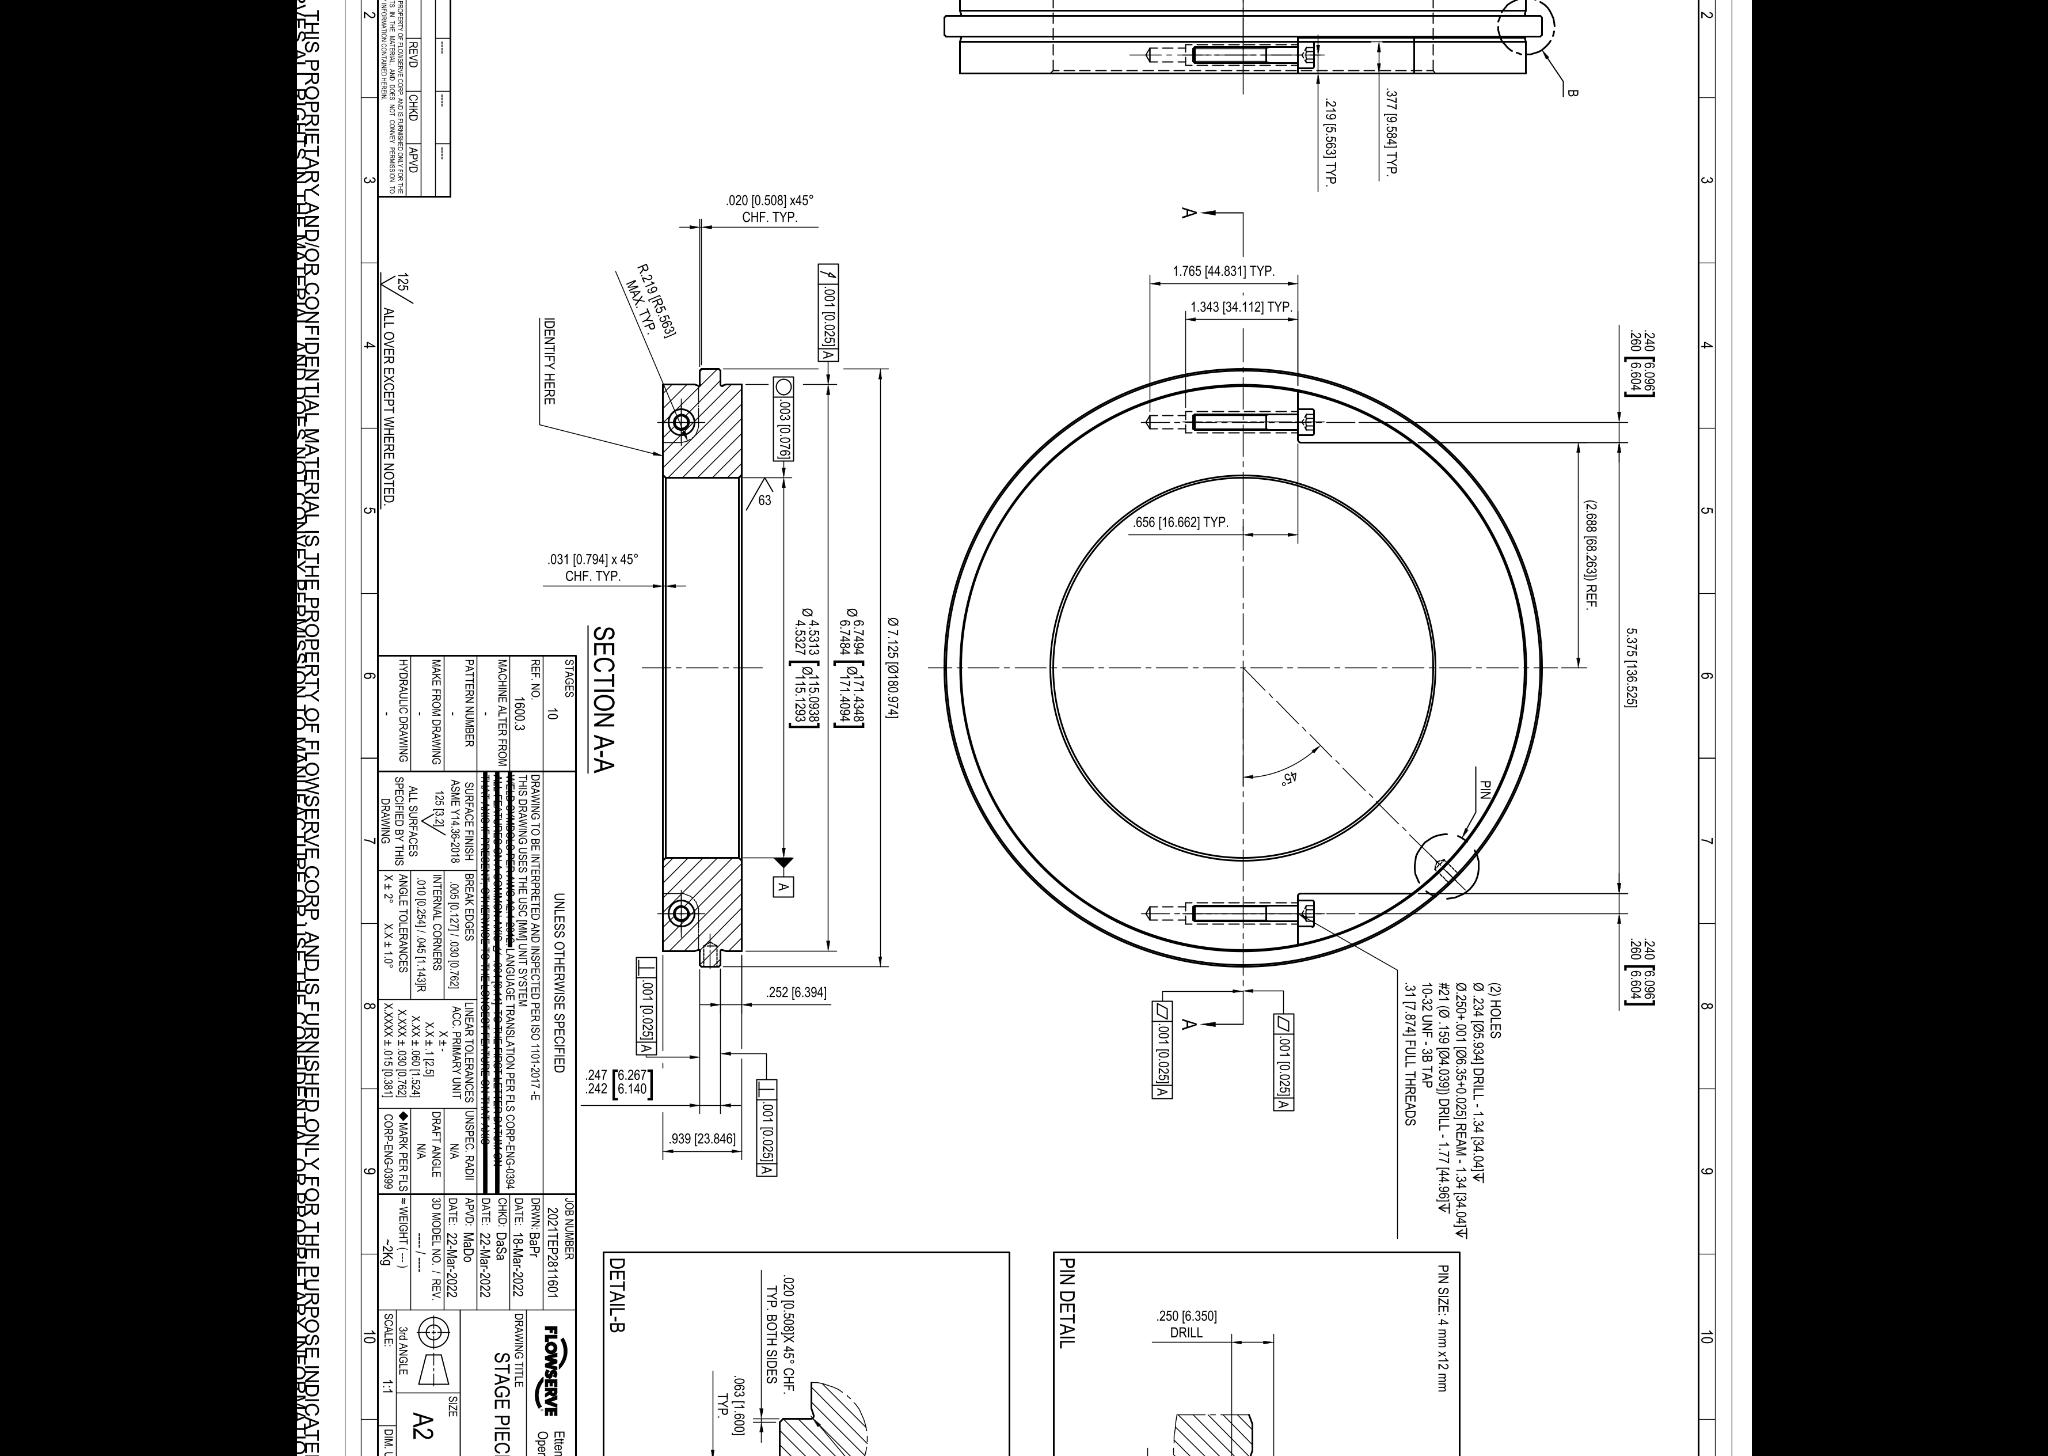 THIS PROPRIETARY AND/OR CONFIDENTIAL MATERIAL IS THE PROPERTY OF FLOWSERVE CORP. AND IS FURNISHED ONLY FOR THE PURPOSE INDICATE
2
3
4
5
6
7
8
9
10
2
3
4
5
6
7
8
9
10
REVD CHKD APVD
---- ---- ----
B
.377 [9.584] TYP.
.219 [5.563] TYP.
A
1.765 [44.831] TYP.
1.343 [34.112] TYP.
.240 [6.096]
.260 [6.604]
(2.688 [68.263]) REF.
5.375 [136.525]
.656 [16.662] TYP.
45°
PIN
.240 [6.096]
.260 [6.604]
.001 [0.025] A
.001 [0.025] A
A
(2) HOLES
Ø .234 [Ø5.934] DRILL - 1.34 [34.04]↧
Ø.250+.001 [Ø6.35+0.025] REAM - 1.34 [34.04]↧
#21 (Ø .159 [Ø4.039]) DRILL - 1.77 [44.96]↧
10-32 UNF - 3B TAP
.31 [7.874] FULL THREADS
.020 [0.508] x45°
CHF. TYP.
R.219 [R5.563]
MAX. TYP.
IDENTIFY HERE
.001 [0.025] A
.003 [0.076]
63
.031 [0.794] x 45°
CHF. TYP.
Ø 7.125 [Ø180.974]
Ø 6.7494 [Ø171.4348]
6.7484 [171.4094]
Ø 4.5313 [Ø115.0938]
4.5327 [115.1293]
A
.252 [6.394]
.001 [0.025] A
.001 [0.025] A
.247 [6.267]
.242 [6.140]
.939 [23.846]
SECTION A-A
125
ALL OVER EXCEPT WHERE NOTED.
PIN SIZE: 4 mm x12 mm
.250 [6.350]
DRILL
PIN DETAIL
.020 [0.508]X 45° CHF.
TYP. BOTH SIDES
.063 [1.600]
TYP.
DETAIL-B
STAGES
10
REF. NO.
1600.3
MACHINE ALTER FROM
-
PATTERN NUMBER
-
MAKE FROM DRAWING
-
HYDRAULIC DRAWING
-
UNLESS OTHERWISE SPECIFIED
DRAWING TO BE INTERPRETED AND INSPECTED PER ISO 1101-2017 -E
THIS DRAWING USES THE USC [MM] UNIT SYSTEM
LANGUAGE TRANSLATION PER FLS CORP-ENG-0394
SURFACE FINISH
ASME Y14.36-2018
125 [3.2]
ALL SURFACES
SPECIFIED BY THIS
DRAWING
BREAK EDGES
.005 [0.127] / .030 [0.762]
INTERNAL CORNERS
.010 [0.254] / .045 [1.143]R
ANGLE TOLERANCES
X ± 2° X.X ± 1.0°
LINEAR TOLERANCES
ACC. PRIMARY UNIT
X ± -
X.X ± .1 [2.5]
X.XX ± .060 [1.524]
X.XXX ± .030 [0.762]
X.XXXX ± .015 [0.381]
UNSPEC. RADII
N/A
DRAFT ANGLE
N/A
◆MARK PER FLS
CORP-ENG-0399
JOB NUMBER
2021TEP2811601
DRWN: BaPr
DATE: 18-Mar-2022
CHKD: DaSa
DATE: 22-Mar-2022
APVD: MaDo
DATE: 22-Mar-2022
3D MODEL NO. / REV.
---- / ----
≈ WEIGHT ( --- )
~2Kg
FLOWSERVE
Etten
Oper
DRAWING TITLE
STAGE PIEC
3rd ANGLE
SIZE
A2
SCALE:
1:1
DIM. U